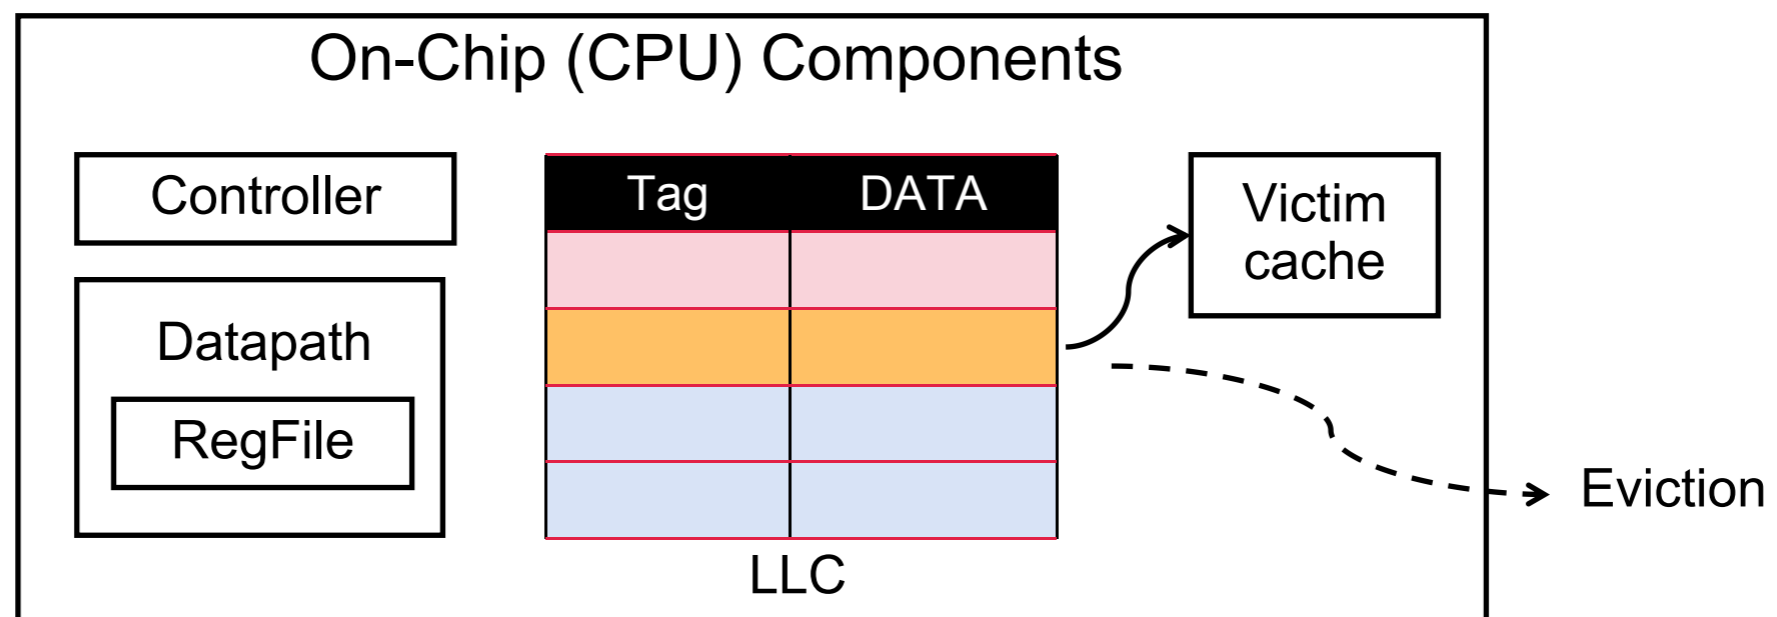 On-Chip (CPU) Components
Controller
Datapath
RegFile
Tag
DATA
LLC
Victim
cache
Eviction